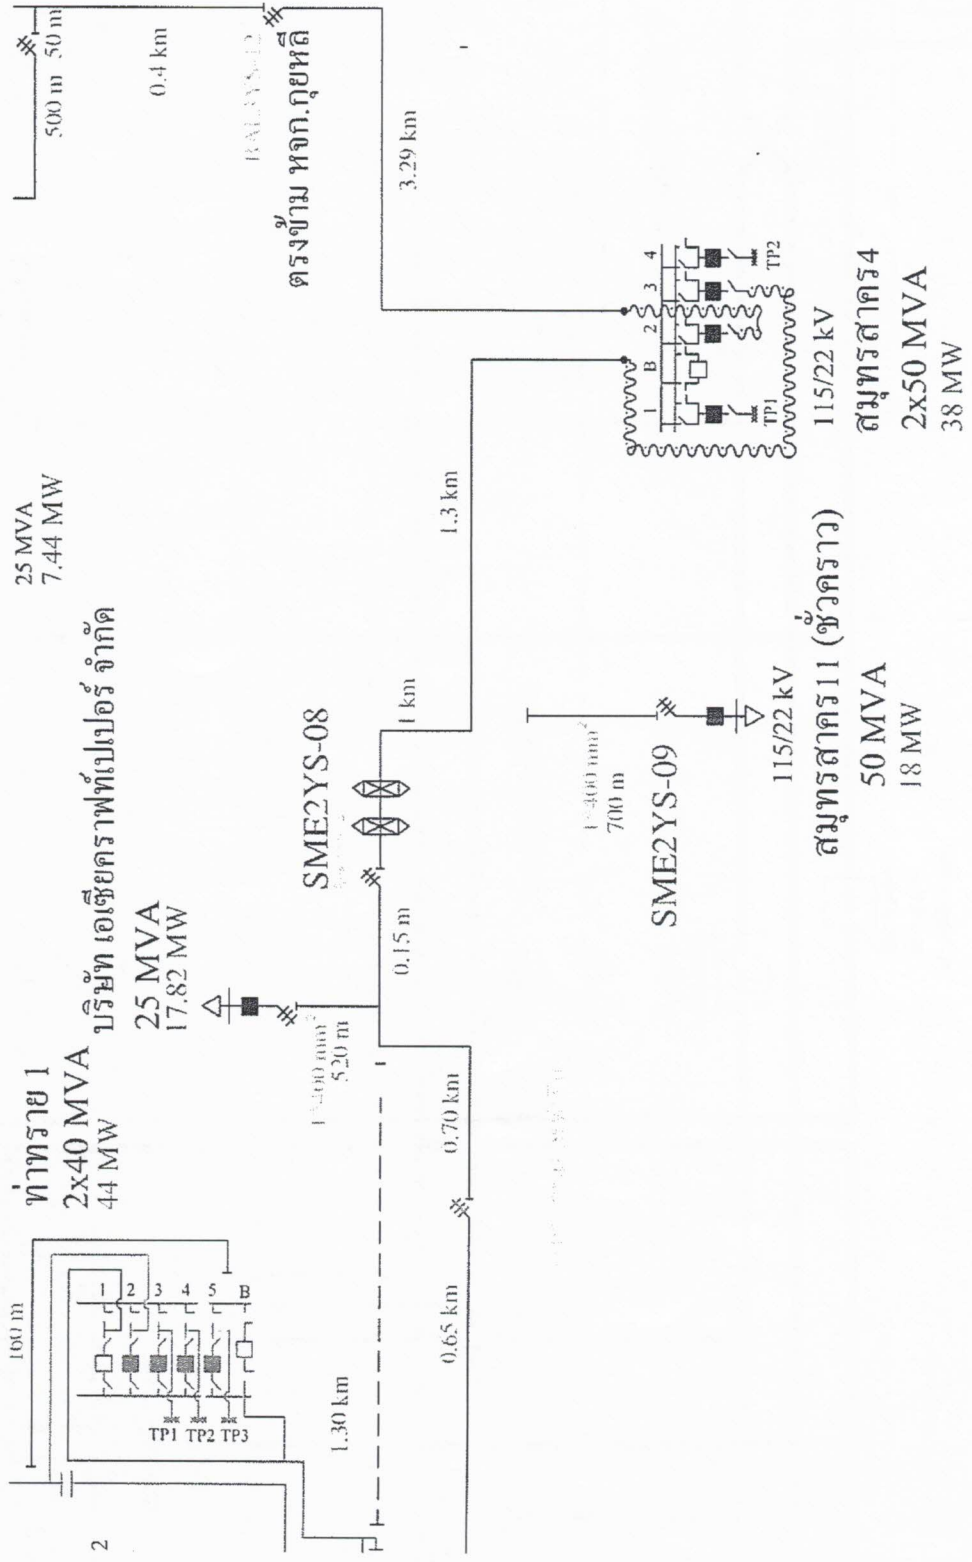 160 m
ท่าทราย 1
2x40 MVA
44 MW
1
2
3
4
5
B
TP1
TP2
TP3
2
1.30 km
0.65 km
0.70 km
บริษัท เอเซียคราฟท์เปเปอร์ จำกัด
25 MVA
17.82 MW
25 MVA
7.44 MW
1*400 mm²
520 m
0.15 m
SME2YS-08
1 km
1.3 km
1*400 mm²
700 m
SME2YS-09
115/22 kV
สมุทรสาคร11 (ชั่วคราว)
50 MVA
18 MW
500 m
50 m
0.4 km
ตรงข้าม หจก.กุยหลี
3.29 km
1
B
2
3
4
TP1
TP2
115/22 kV
สมุทรสาคร4
2x50 MVA
38 MW